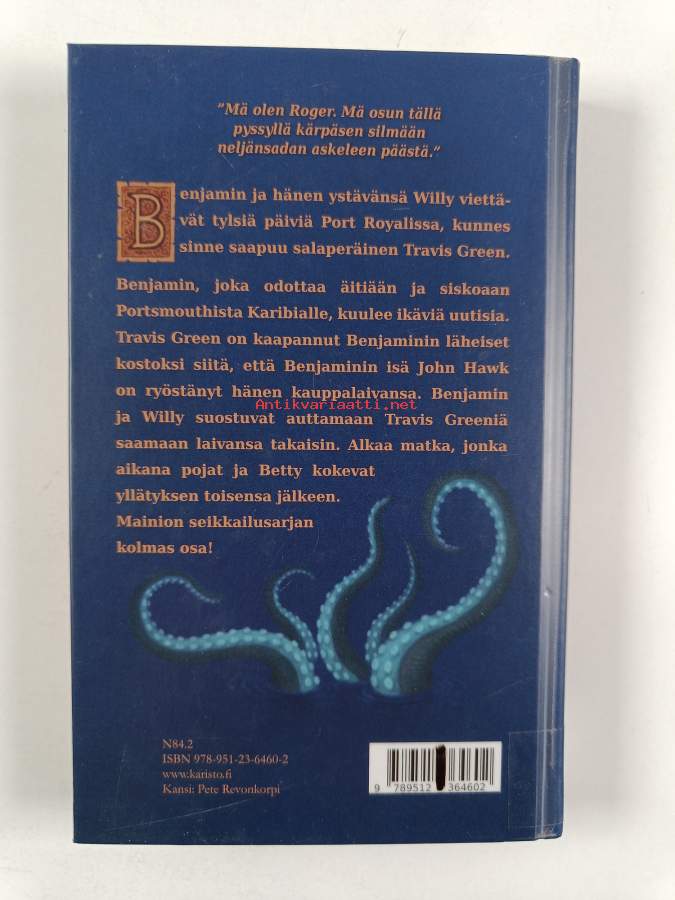 ”Mä olen Roger. Mä osun tällä
pyssyllä kärpäsen silmään
neljänsadan askeleen päästä.”
Benjamin ja hänen ystävänsä Willy viettä-
vät tylsiä päiviä Port Royalissa, kunnes
sinne saapuu salaperäinen Travis Green.
Benjamin, joka odottaa äitiään ja siskoaan
Portsmouthista Karibialle, kuulee ikäviä uutisia.
Travis Green on kaapannut Benjaminin läheiset
kostoksi siitä, että Benjaminin isä John Hawk
on ryöstänyt hänen kauppalaivansa. Benjamin
Antikvariaatti.net
ja Willy suostuvat auttamaan Travis Greeniä
saamaan laivansa takaisin. Alkaa matka, jonka
aikana pojat ja Betty kokevat
yllätyksen toisensa jälkeen.
Mainion seikkailusarjan
kolmas osa!
N84.2
ISBN 978-951-23-6460-2
www.karisto.fi
Kansi: Pete Revonkorpi
9 789512 364602